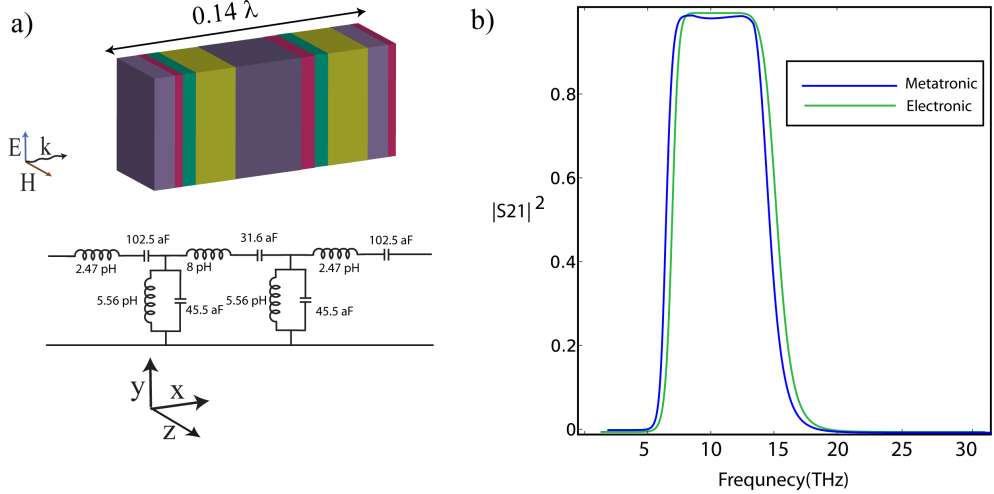 a)
0.14 λ
E
k
H
102.5 aF
31.6 aF
102.5 aF
2.47 pH
8 pH
2.47 pH
5.56 pH
45.5 aF
5.56 pH
45.5 aF
y
x
z
b)
Metatronic
Electronic
|S21|2
0.8
0.6
0.4
0.2
0
5
10
15
20
25
30
Frequnecy(THz)